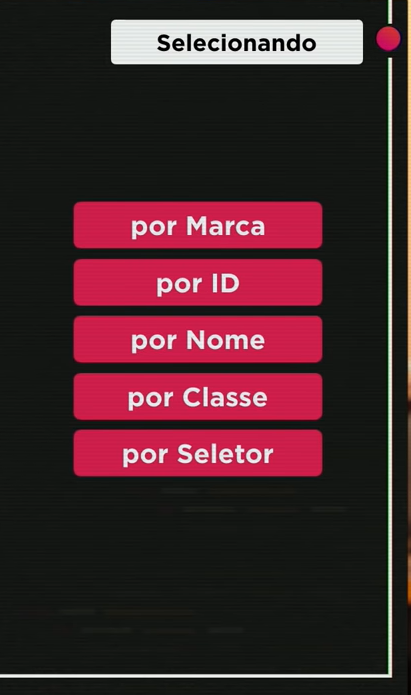 Selecionando
por Marca
por ID
por Nome
por Classe
por Seletor